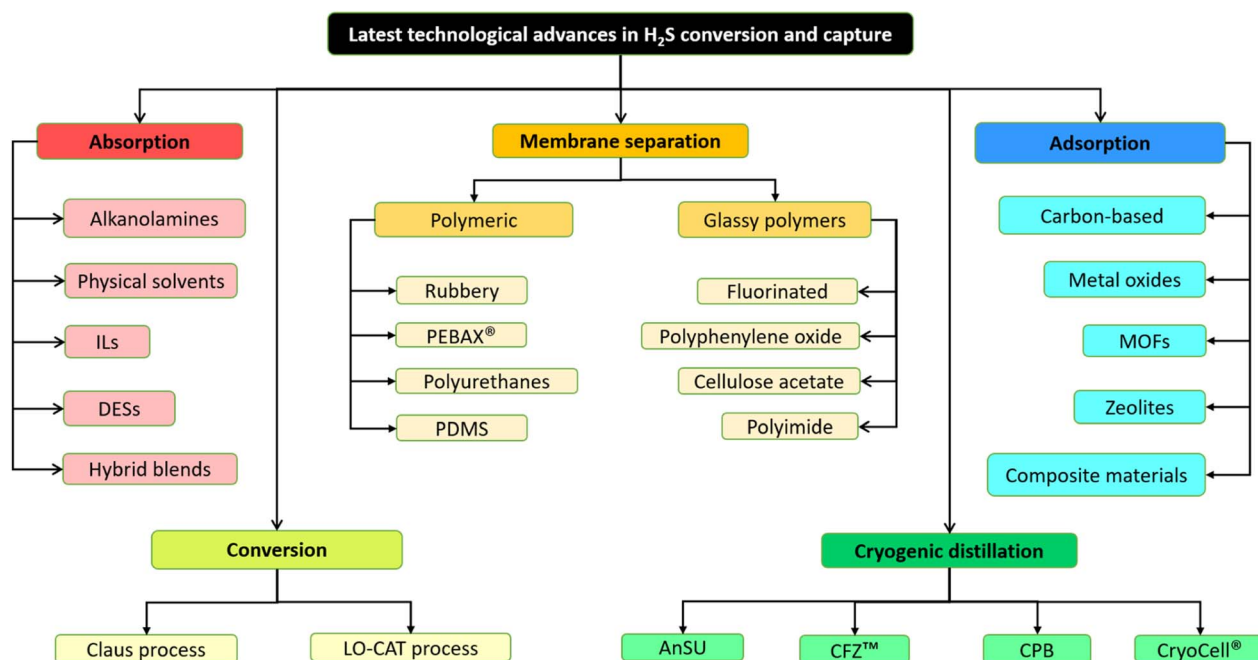 Latest technological advances in H₂S conversion and capture
Absorption
Alkanolamines
Physical solvents
ILs
DESs
Hybrid blends
Membrane separation
Polymeric
Rubbery
PEBAX®
Polyurethanes
PDMS
Glassy polymers
Fluorinated
Polyphenylene oxide
Cellulose acetate
Polyimide
Adsorption
Carbon-based
Metal oxides
MOFs
Zeolites
Composite materials
Conversion
Claus process
LO-CAT process
Cryogenic distillation
AnSU
CFZ™
CPB
CryoCell®